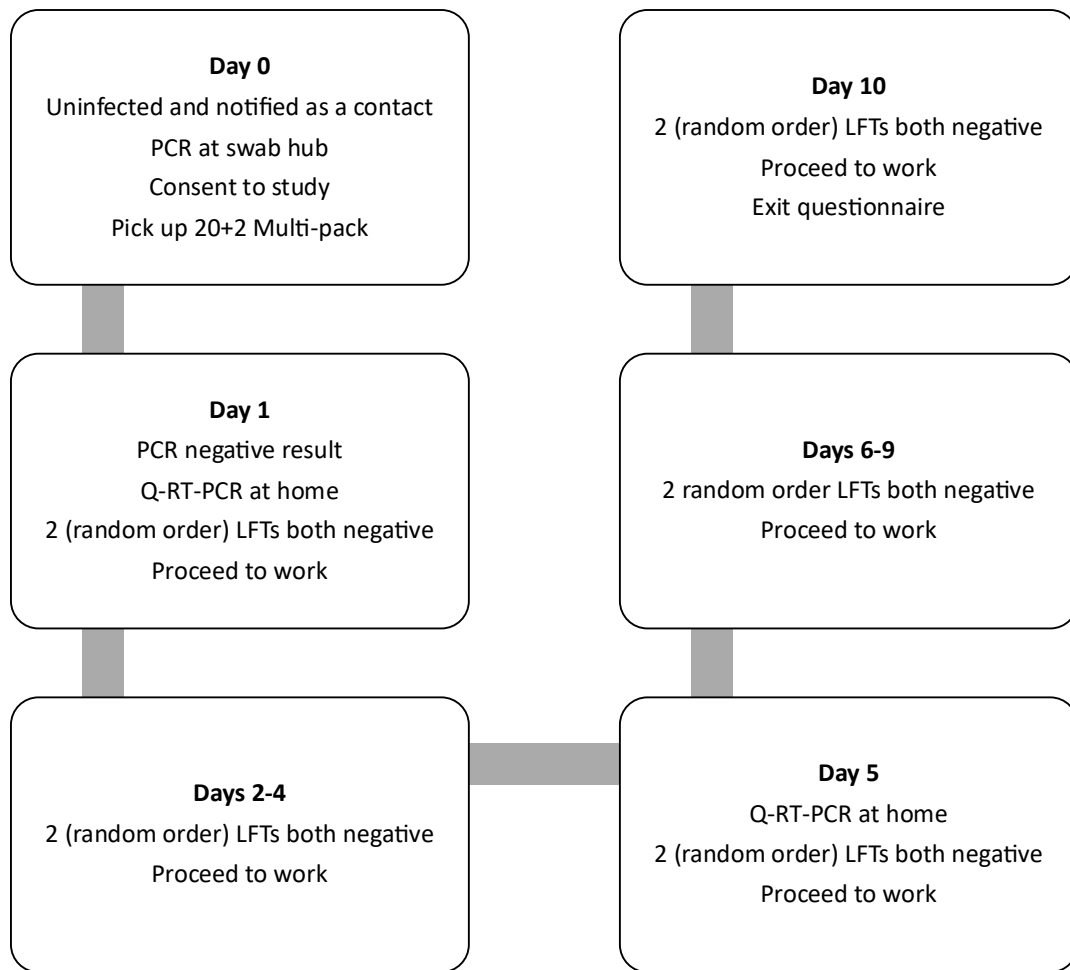 Day 0
Uninfected and notified as a contact
PCR at swab hub
Consent to study
Pick up 20+2 Multi-pack
Day 1
PCR negative result
Q-RT-PCR at home
2 (random order) LFTs both negative
Proceed to work
Days 2-4
2 (random order) LFTs both negative
Proceed to work
Day 5
Q-RT-PCR at home
2 (random order) LFTs both negative
Proceed to work
Days 6-9
2 random order LFTs both negative
Proceed to work
Day 10
2 (random order) LFTs both negative
Proceed to work
Exit questionnaire